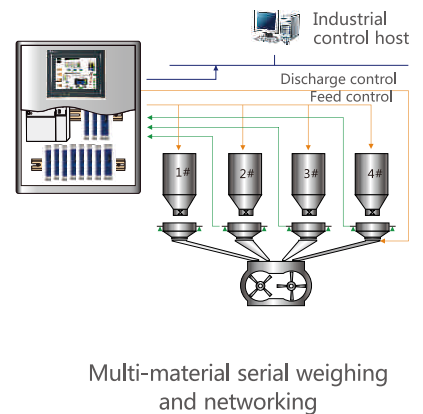 Industrial
control host
Discharge control
Feed control
1#
2#
3#
4#
Multi-material serial weighing
and networking